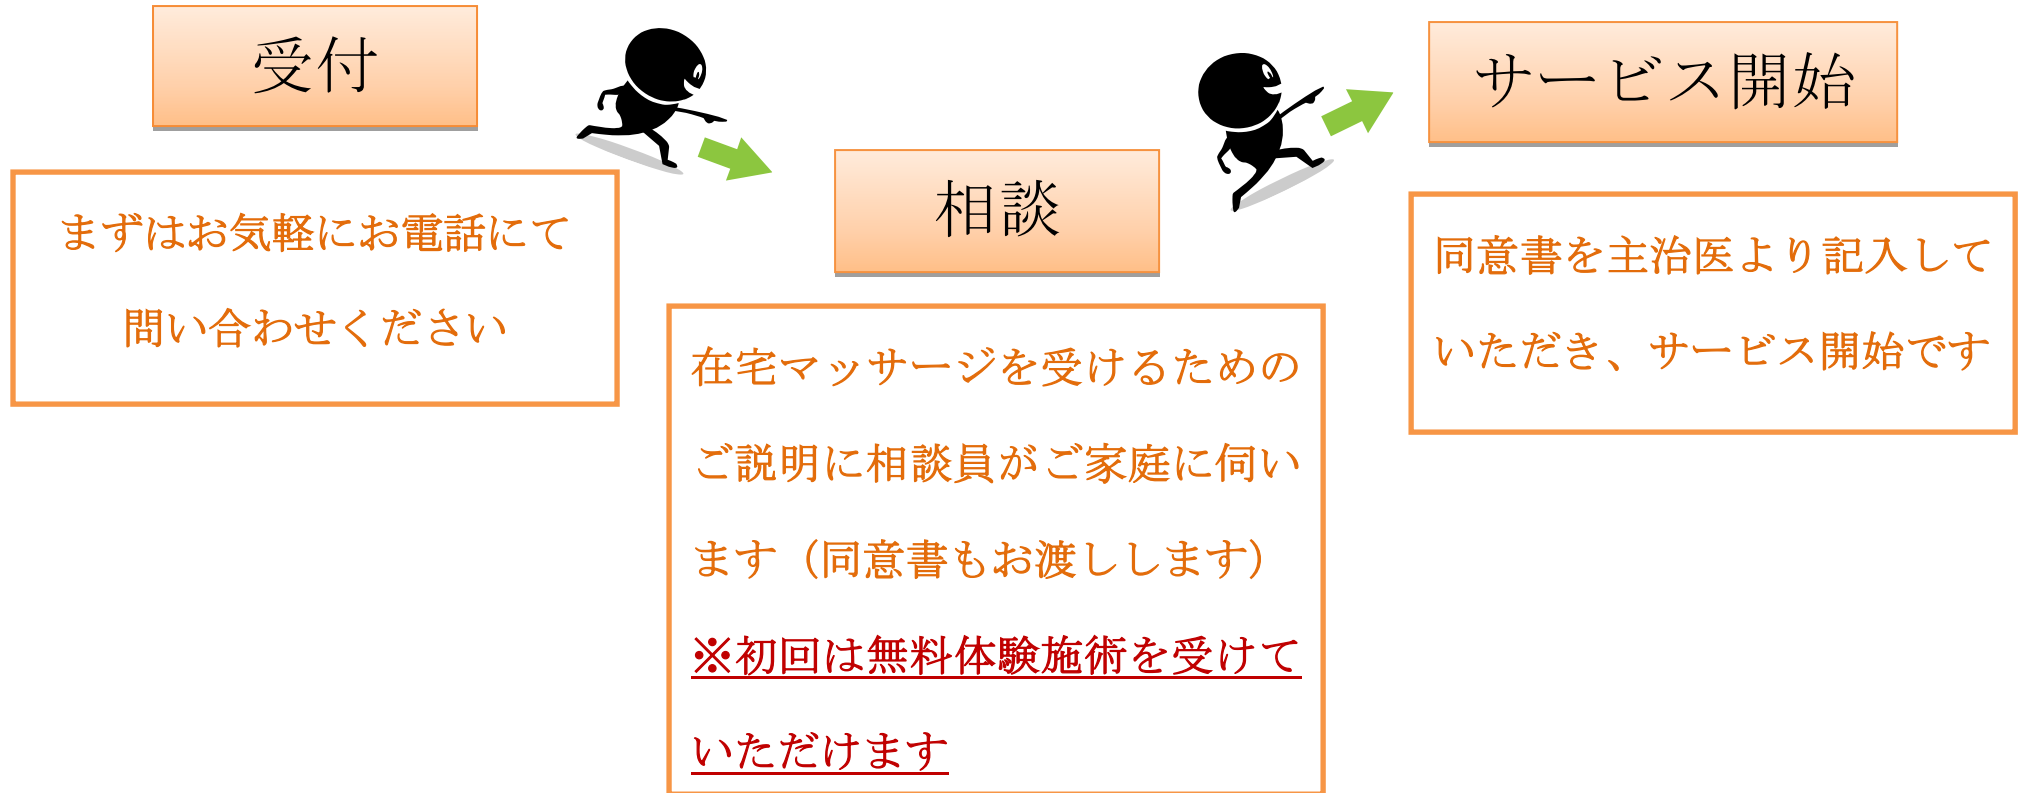 受付
まずはお気軽にお電話にて
問い合わせください
相談
在宅マッサージを受けるための
ご説明に相談員がご家庭に伺い
ます（同意書もお渡しします）
※初回は無料体験施術を受けて
いただけます
サービス開始
同意書を主治医より記入して
いただき、サービス開始です